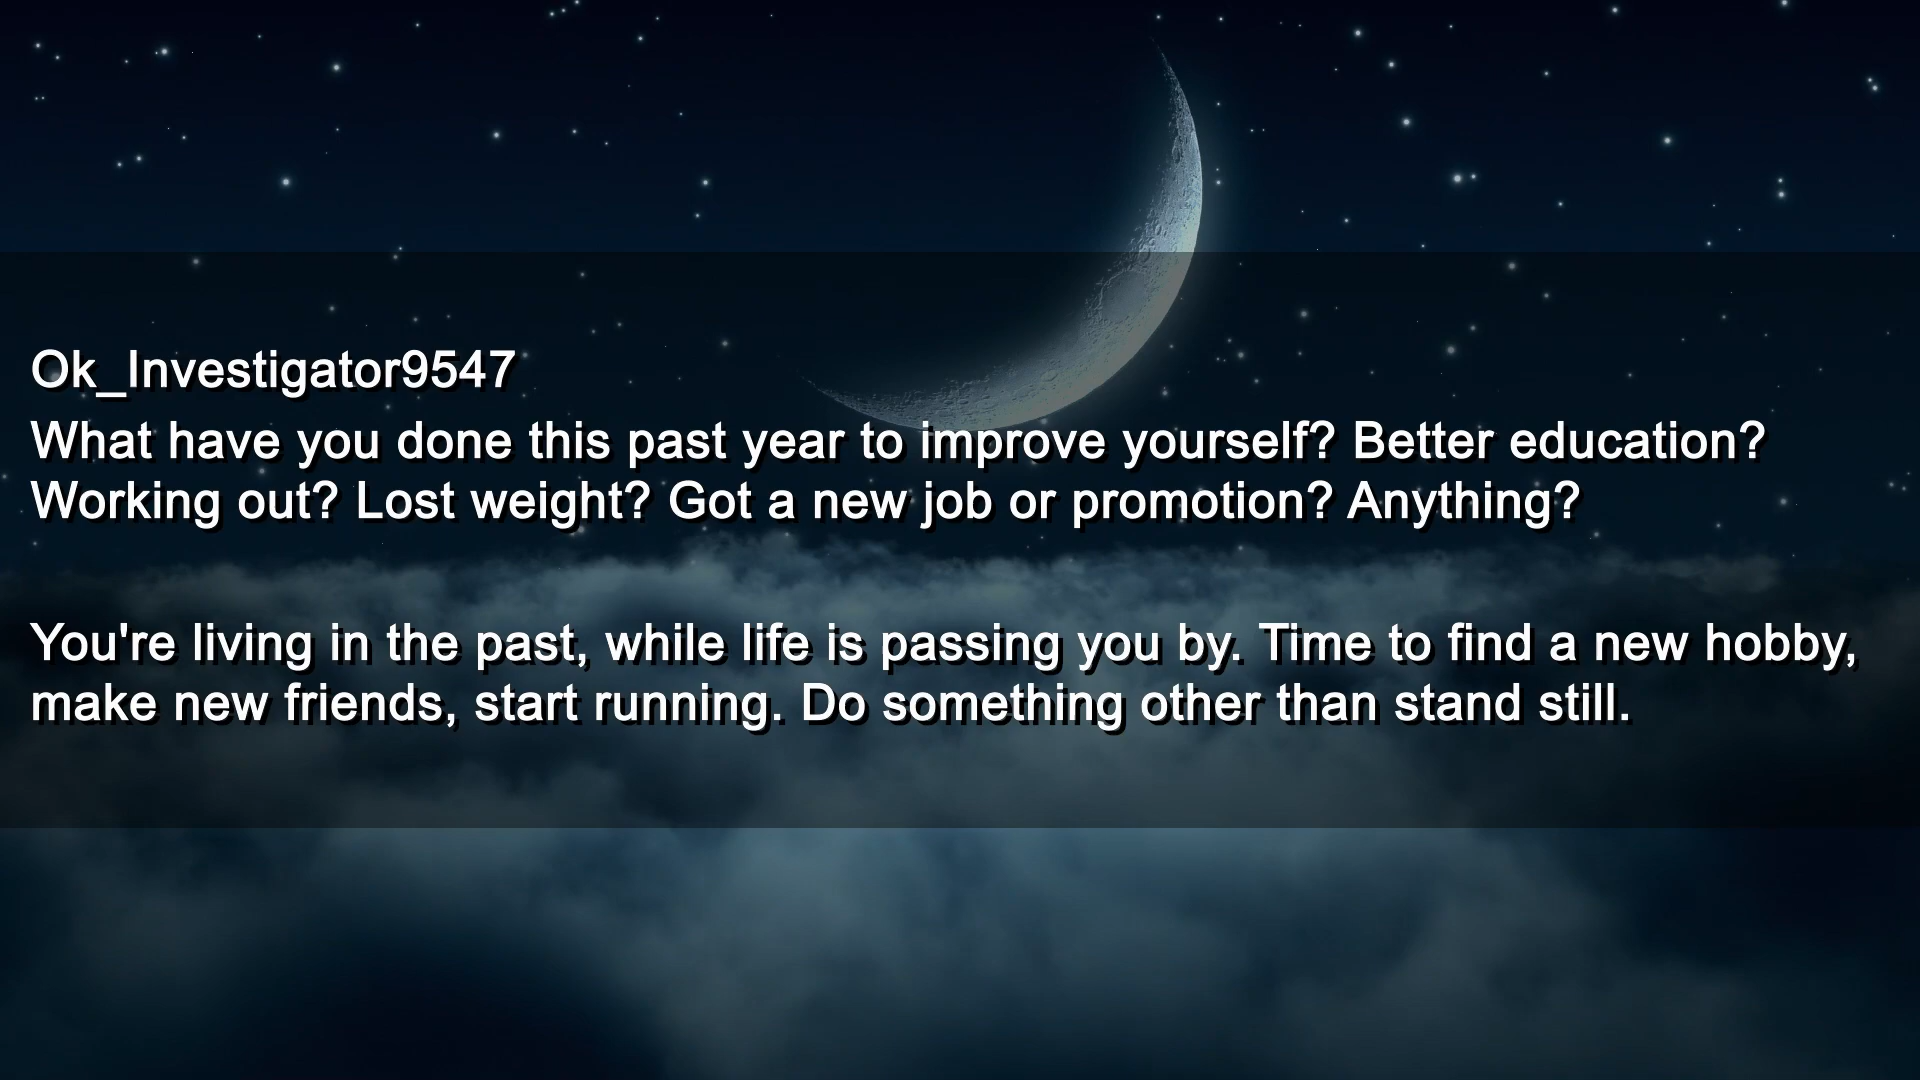 Ok_Investigator9547
What have you done this past year to improve yourself? Better education?
Working out? Lost weight? Got a new job or promotion? Anything?
You're living in the past, while life is passing you by. Time to find a new hobby,
make new friends, start running. Do something other than stand still.